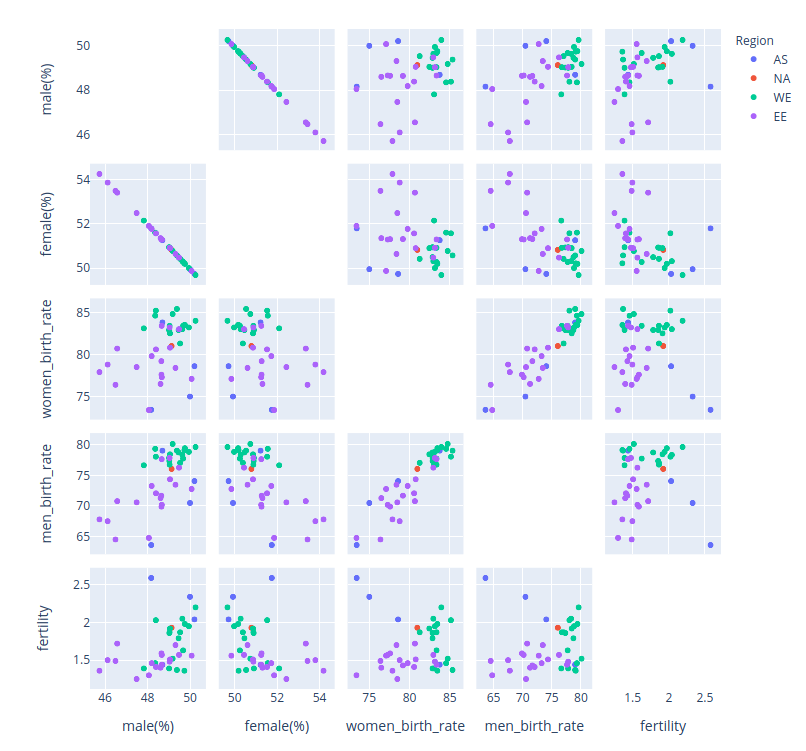 Region
AS
NA
WE
EE
male(%)
50
48
46
female(%)
54
52
50
women_birth_rate
85
80
75
men_birth_rate
80
75
70
65
fertility
2.5
2
1.5
46 48 50 50 52 54 75 80 85 65 70 75 80 1.5 2 2.5
male(%) female(%) women_birth_rate men_birth_rate fertility